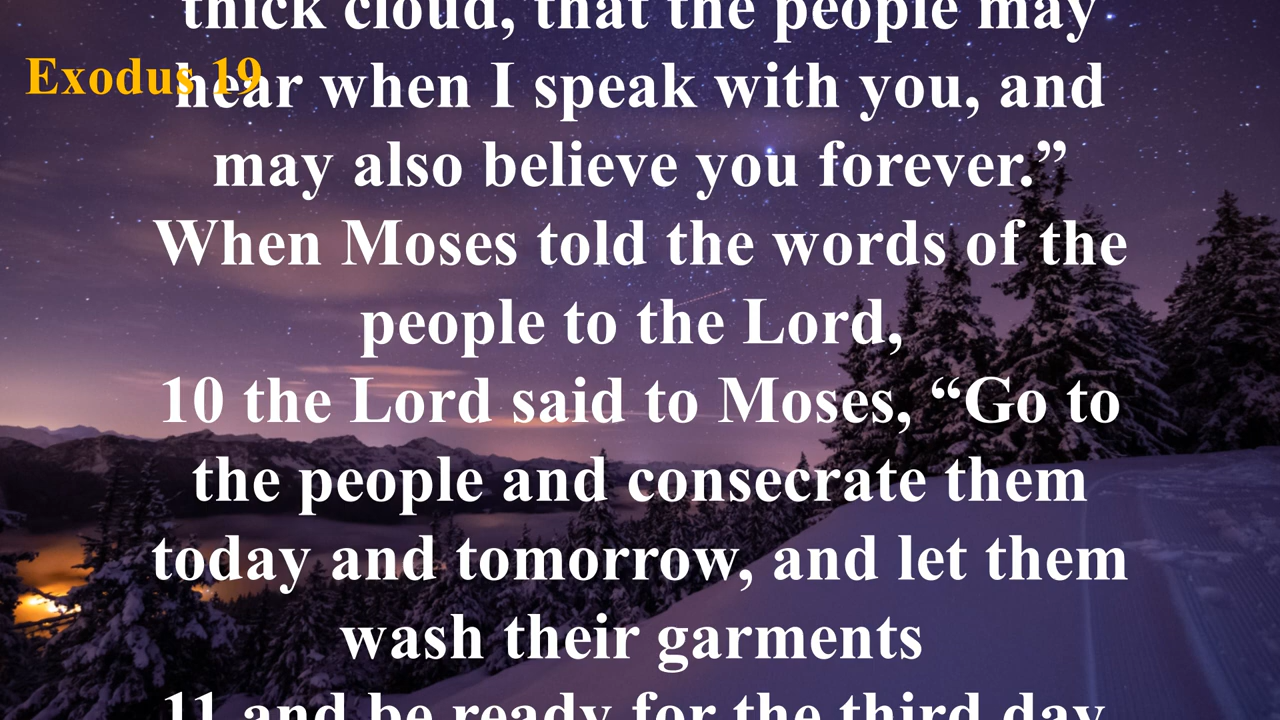 thick cloud, that the people may
Exodus 19
hear when I speak with you, and
may also believe you forever.”
When Moses told the words of the
people to the Lord,
10 the Lord said to Moses, “Go to
the people and consecrate them
today and tomorrow, and let them
wash their garments
11 and be ready for the third day.